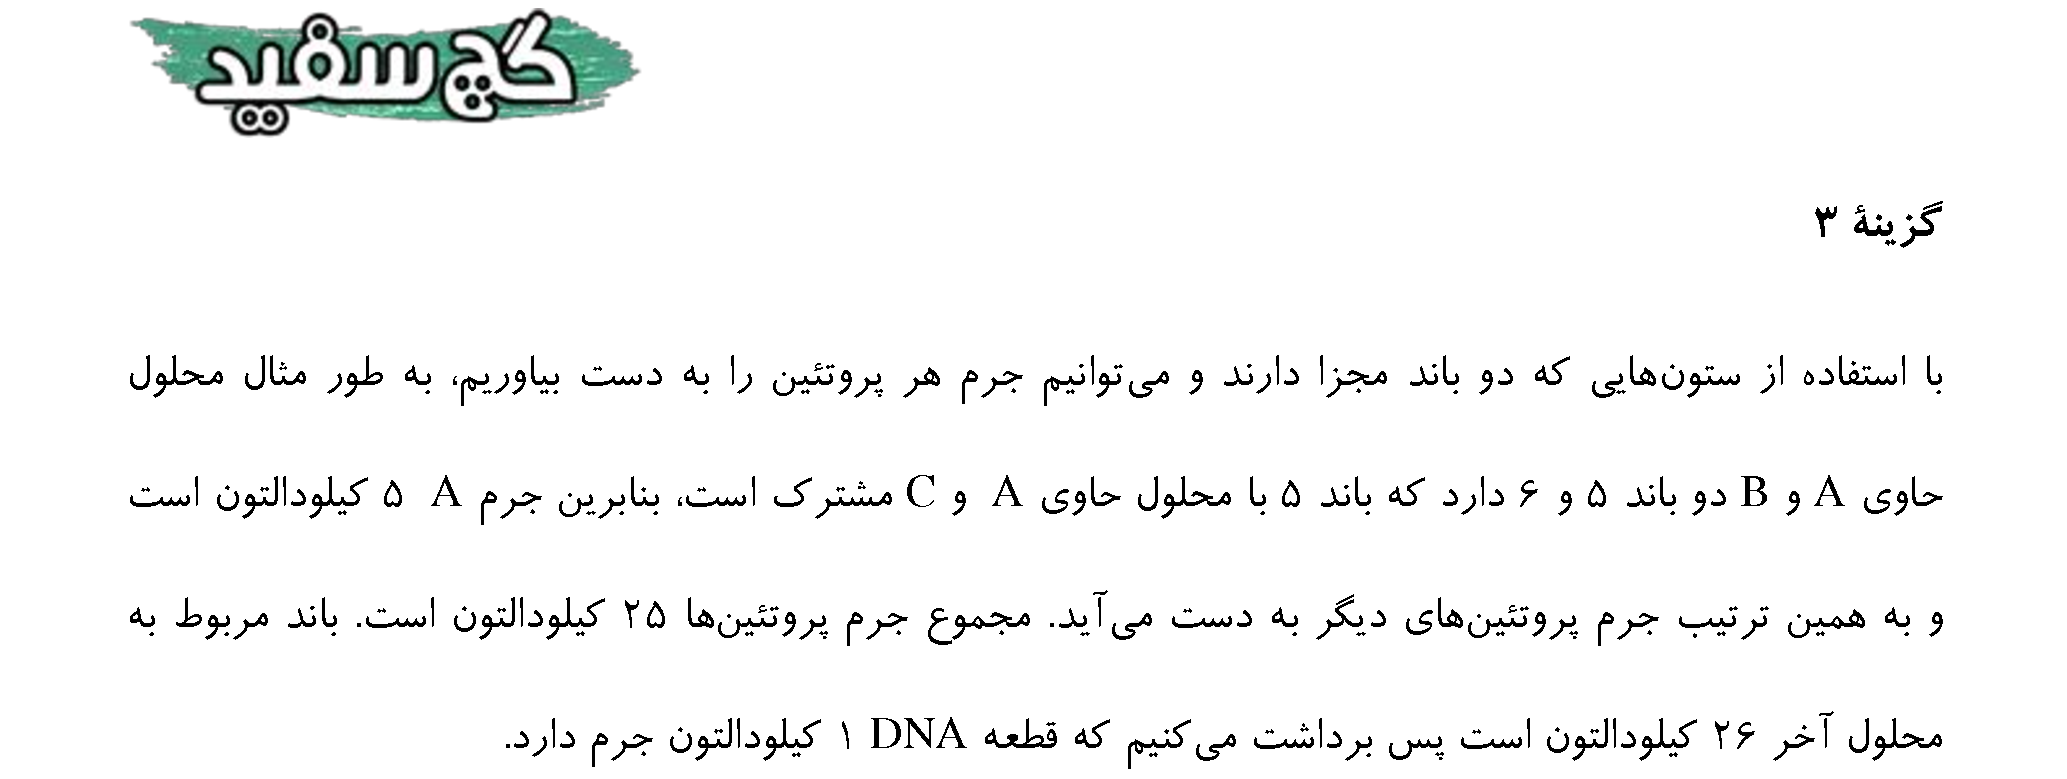 گچ سفید
گزینهٔ ۳
با استفاده از ستون‌هایی که دو باند مجزا دارند و می‌توانیم جرم هر پروتئین را به دست بیاوریم، به طور مثال محلول
حاوی A و B دو باند ۵ و ۶ دارد که باند ۵ با محلول حاوی A و C مشترک است، بنابرین جرم A ۵ کیلودالتون است
و به همین ترتیب جرم پروتئین‌های دیگر به دست می‌آید. مجموع جرم پروتئین‌ها ۲۵ کیلودالتون است. باند مربوط به
محلول آخر ۲۶ کیلودالتون است پس برداشت می‌کنیم که قطعه DNA ۱ کیلودالتون جرم دارد.